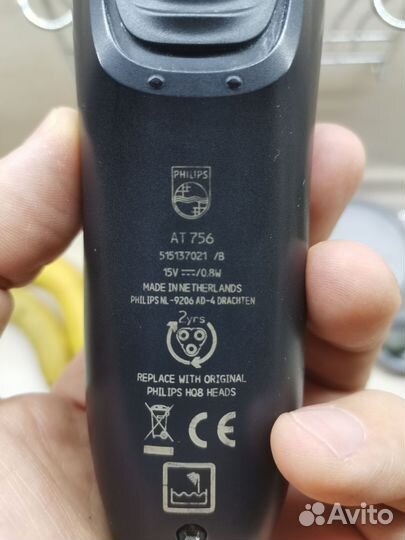 PHILIPS
AT 756
515137021 /B
15V⎓/0.8W
MADE IN NETHERLANDS
PHILIPS NL-9206 AD-4 DRACHTEN
2yrs
REPLACE WITH ORIGINAL
PHILIPS HQ8 HEADS
CE
Avito